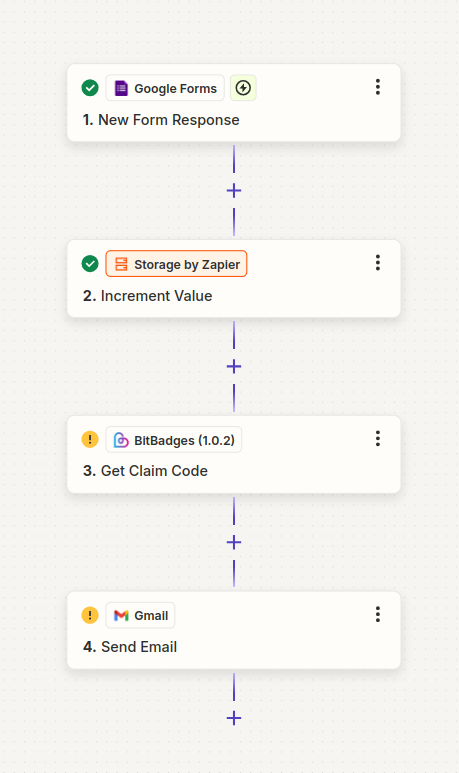 Google Forms
1. New Form Response
Storage by Zapier
2. Increment Value
BitBadges (1.0.2)
3. Get Claim Code
Gmail
4. Send Email